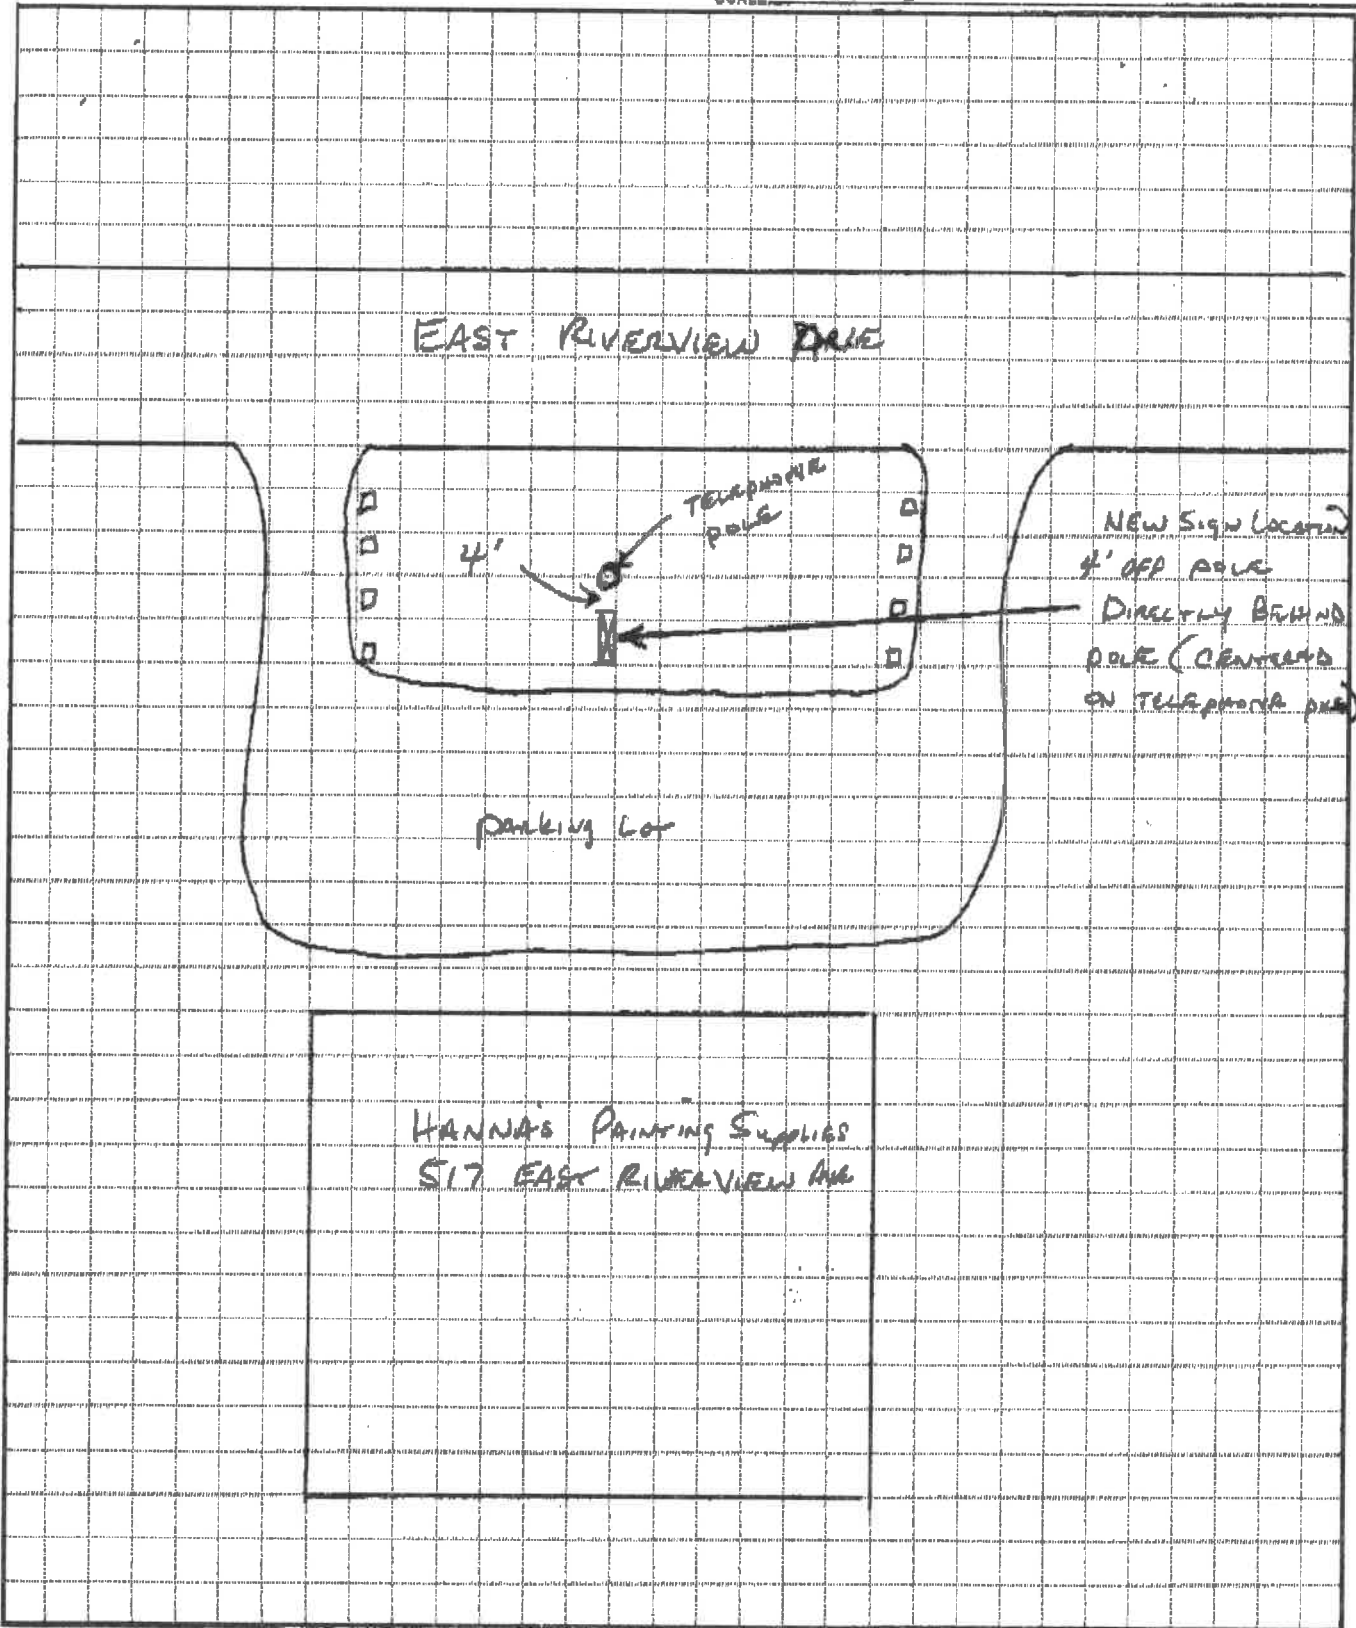 EAST RIVERVIEW DRIE
TELEPHONE
POLE
4'
NEW SIGN LOCATION
4' OFF POLE
DIRECTLY BEHIND
POLE (CENTERED
ON TELEPHONE POLE)
PARKING LOT
HANNA'S PAINTING SUPPLIES
517 EAST RIVERVIEW AVE